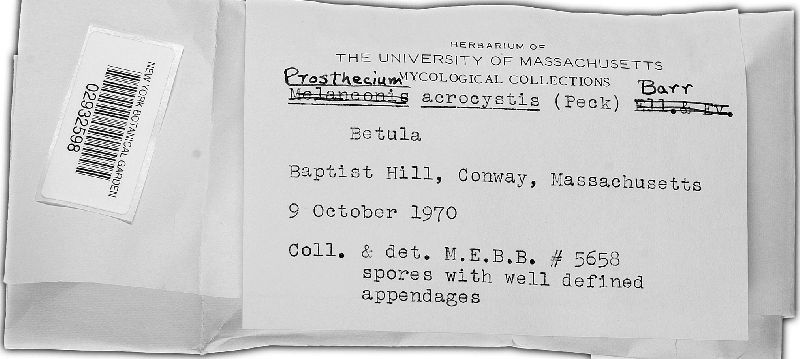 NEW YORK BOTANICAL GARDEN
02932598
HERBARIUM OF
THE UNIVERSITY OF MASSACHUSETTS
MYCOLOGICAL COLLECTIONS
Prosthecium Barr
Melanconis acrocystis (Peck) Ell. & Ev.
Betula
Baptist Hill, Conway, Massachusetts
9 October 1970
Coll. & det. M.E.B.B. # 5658
spores with well defined
appendages